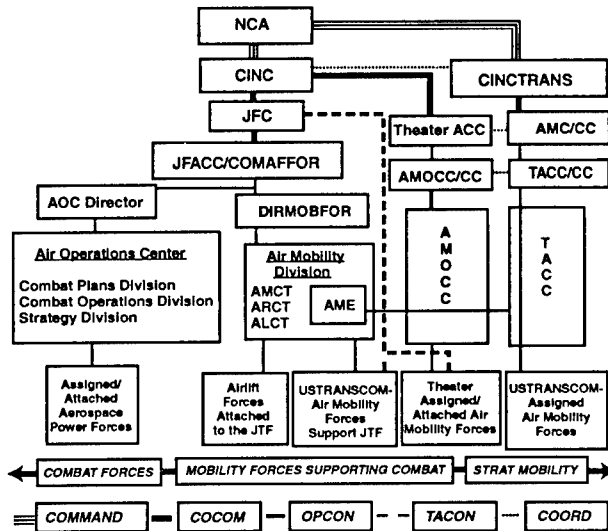 NCA
CINC
CINCTRANS
JFC
Theater ACC
AMC/CC
JFACC/COMAFFOR
AMOCC/CC
TACC/CC
AOC Director
DIRMOBFOR
Air Operations Center
Combat Plans Division
Combat Operations Division
Strategy Division
Air Mobility
Division
AMCT
ARCT
ALCT
AME
AMOCC
TACC
Assigned/
Attached
Aerospace
Power Forces
Airlift
Forces
Attached
to the JTF
USTRANSCOM-
Air Mobility
Forces
Support JTF
Theater
Assigned/
Attached Air
Mobility Forces
USTRANSCOM-
Assigned
Air Mobility
Forces
COMBAT FORCES
MOBILITY FORCES SUPPORTING COMBAT
STRAT MOBILITY
COMMAND
COCOM
OPCON
TACON
COORD